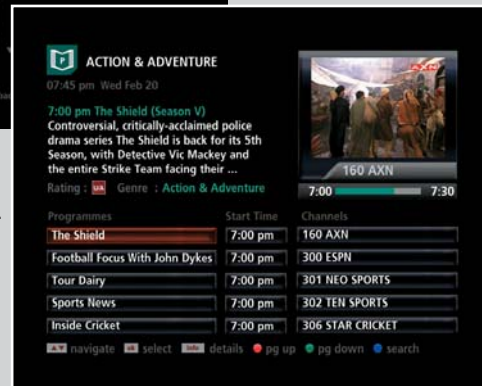 ACTION & ADVENTURE
07:45 pm Wed Feb 20
7:00 pm The Shield (Season V)
Controversial, critically-acclaimed police
drama series The Shield is back for its 5th
Season, with Detective Vic Mackey and
the entire Strike Team facing their ...
Rating : U/A Genre : Action & Adventure
AXN
160 AXN
7:00 7:30
Programmes Start Time Channels
The Shield 7:00 pm 160 AXN
Football Focus With John Dykes 7:00 pm 300 ESPN
Tour Dairy 7:00 pm 301 NEO SPORTS
Sports News 7:00 pm 302 TEN SPORTS
Inside Cricket 7:00 pm 306 STAR CRICKET
navigate ok select Info details pg up pg down search